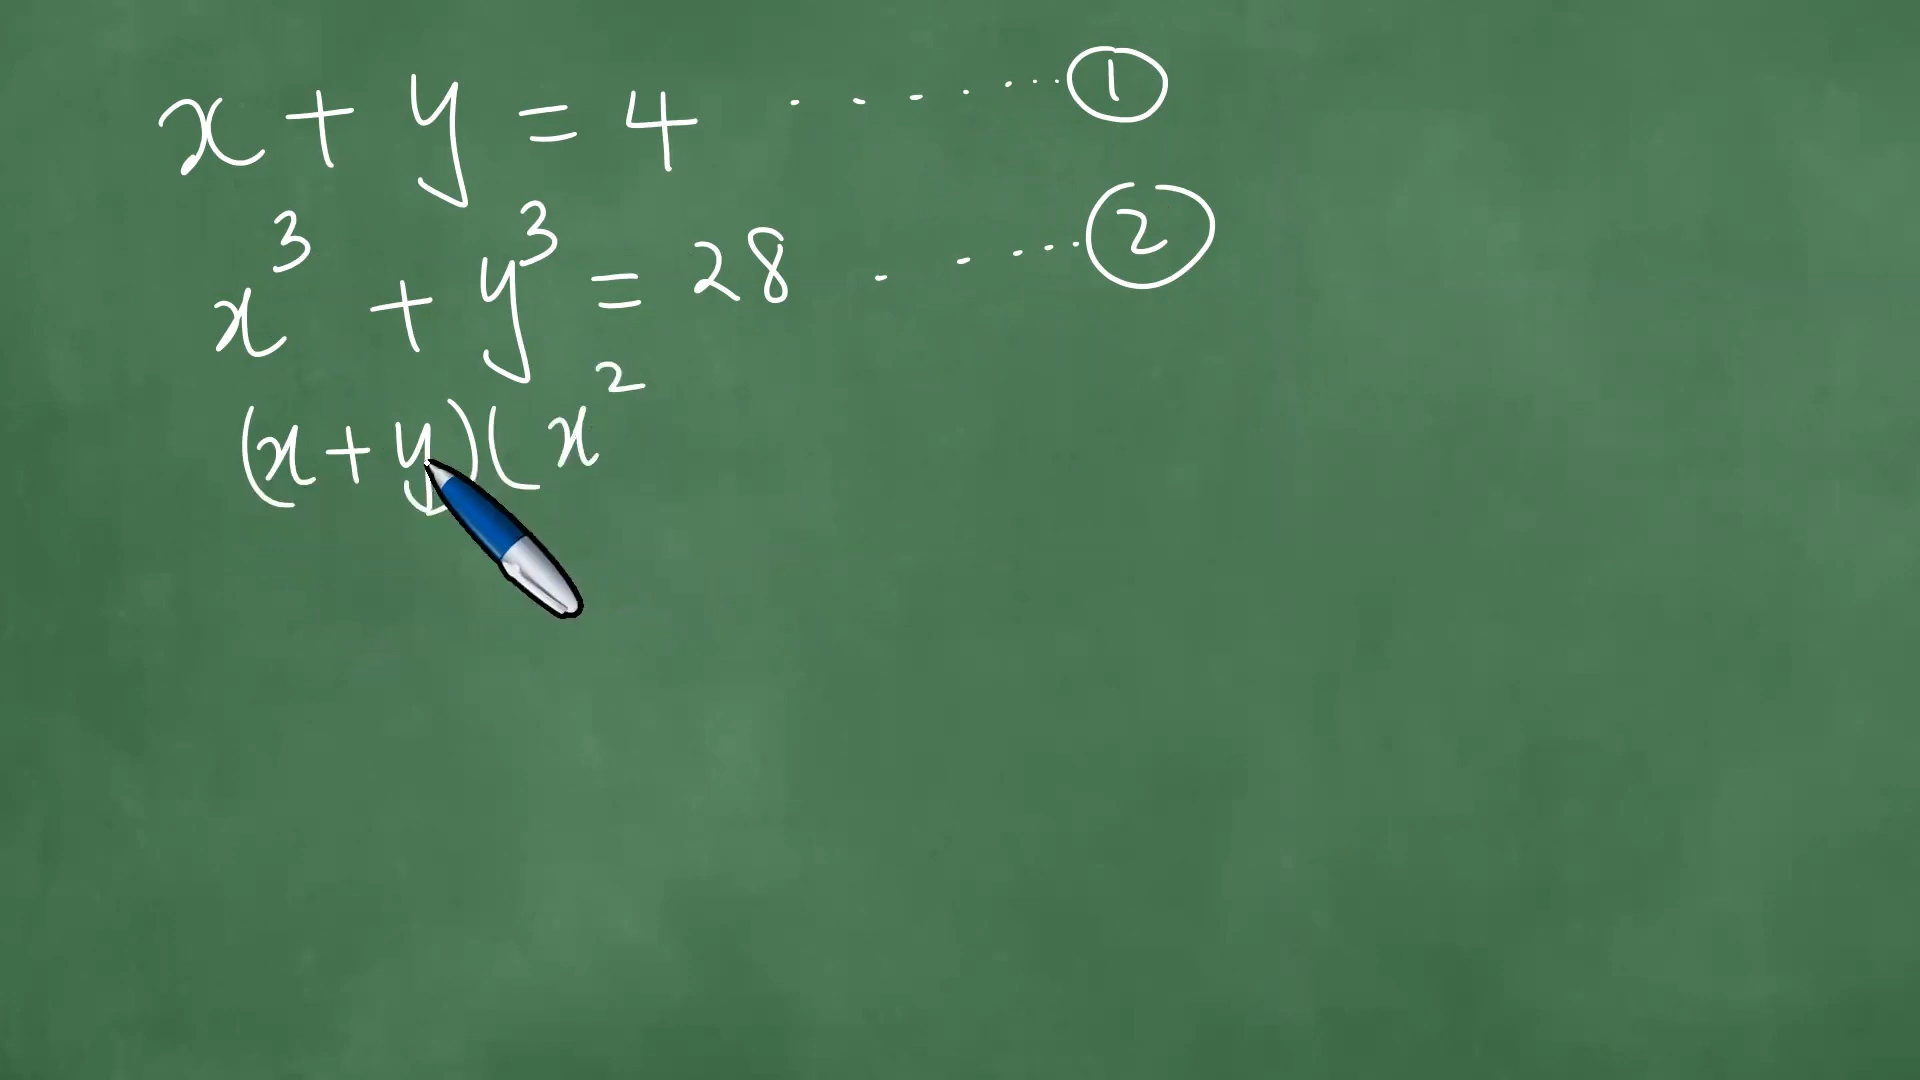 x + y = 4 ........ ①
x³ + y³ = 28 ...... ②
(x + y)(x²